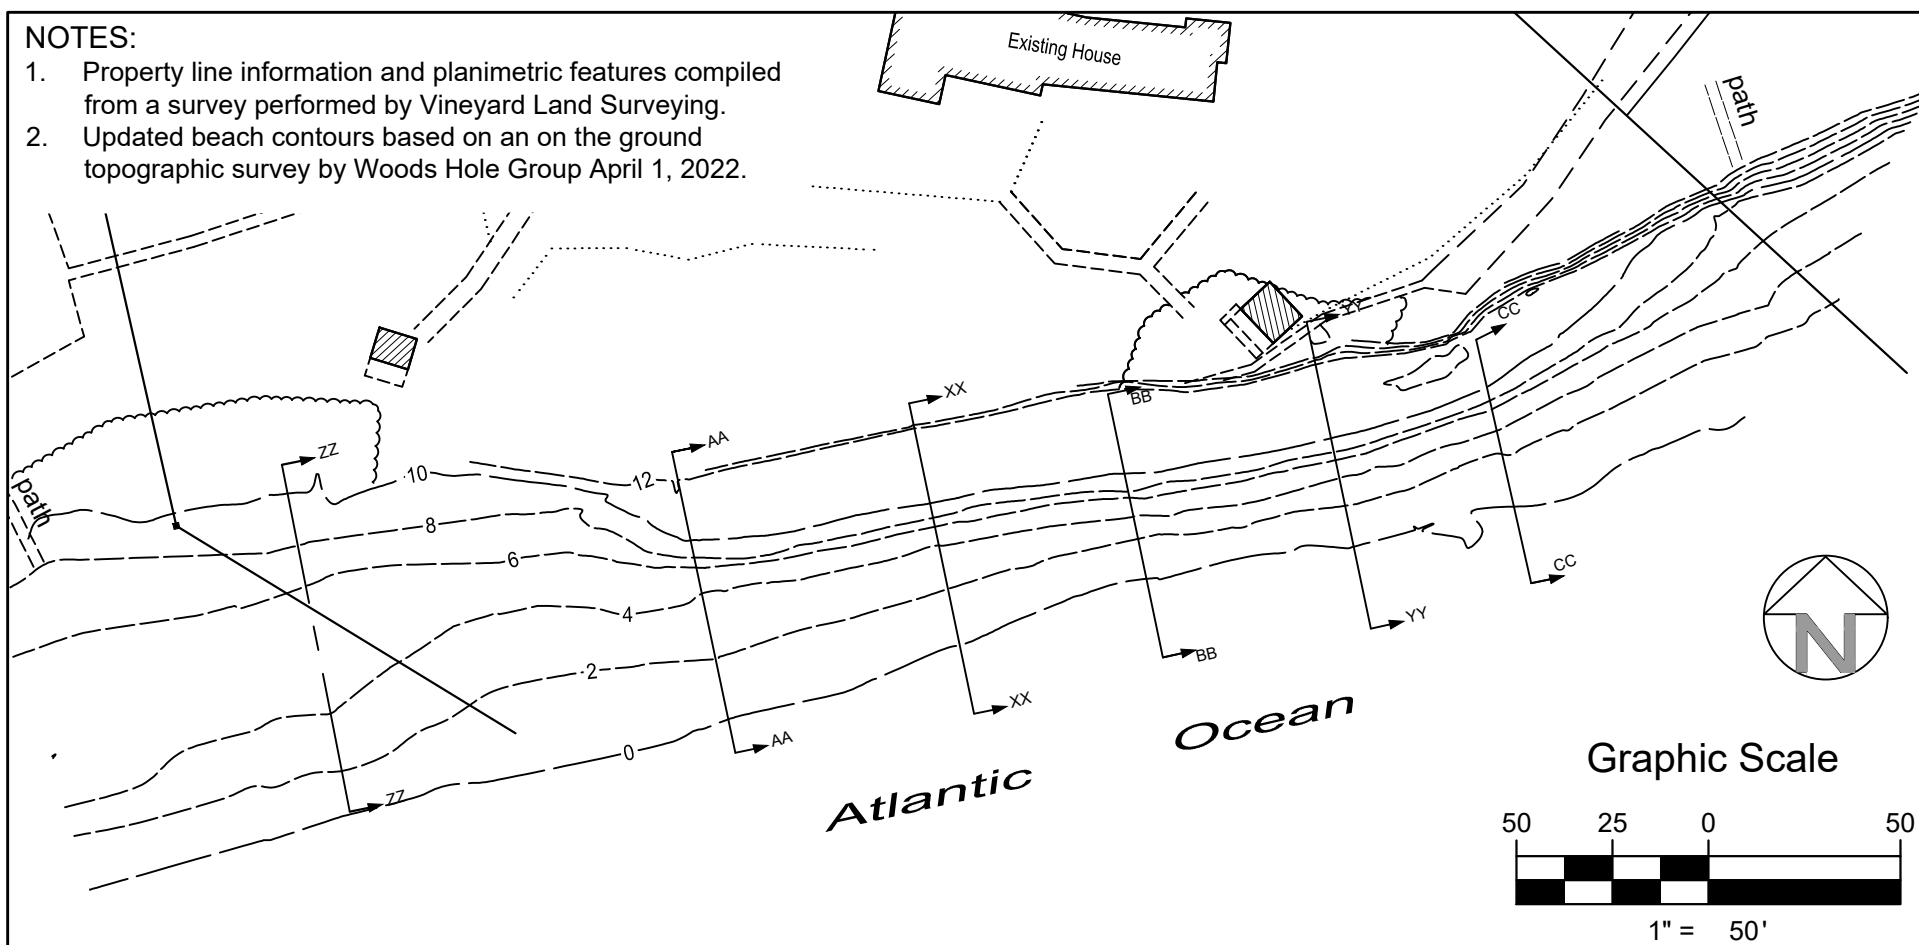 NOTES:
1. Property line information and planimetric features compiled
from a survey performed by Vineyard Land Surveying.
2. Updated beach contours based on an on the ground
topographic survey by Woods Hole Group April 1, 2022.
Existing House
path
YY
CC
XX
BB
AA
ZZ
12
10
path
8
6
4
2
0
CC
YY
BB
XX
AA
ZZ
N
Atlantic Ocean
Graphic Scale
50 25 0 50
1" = 50'